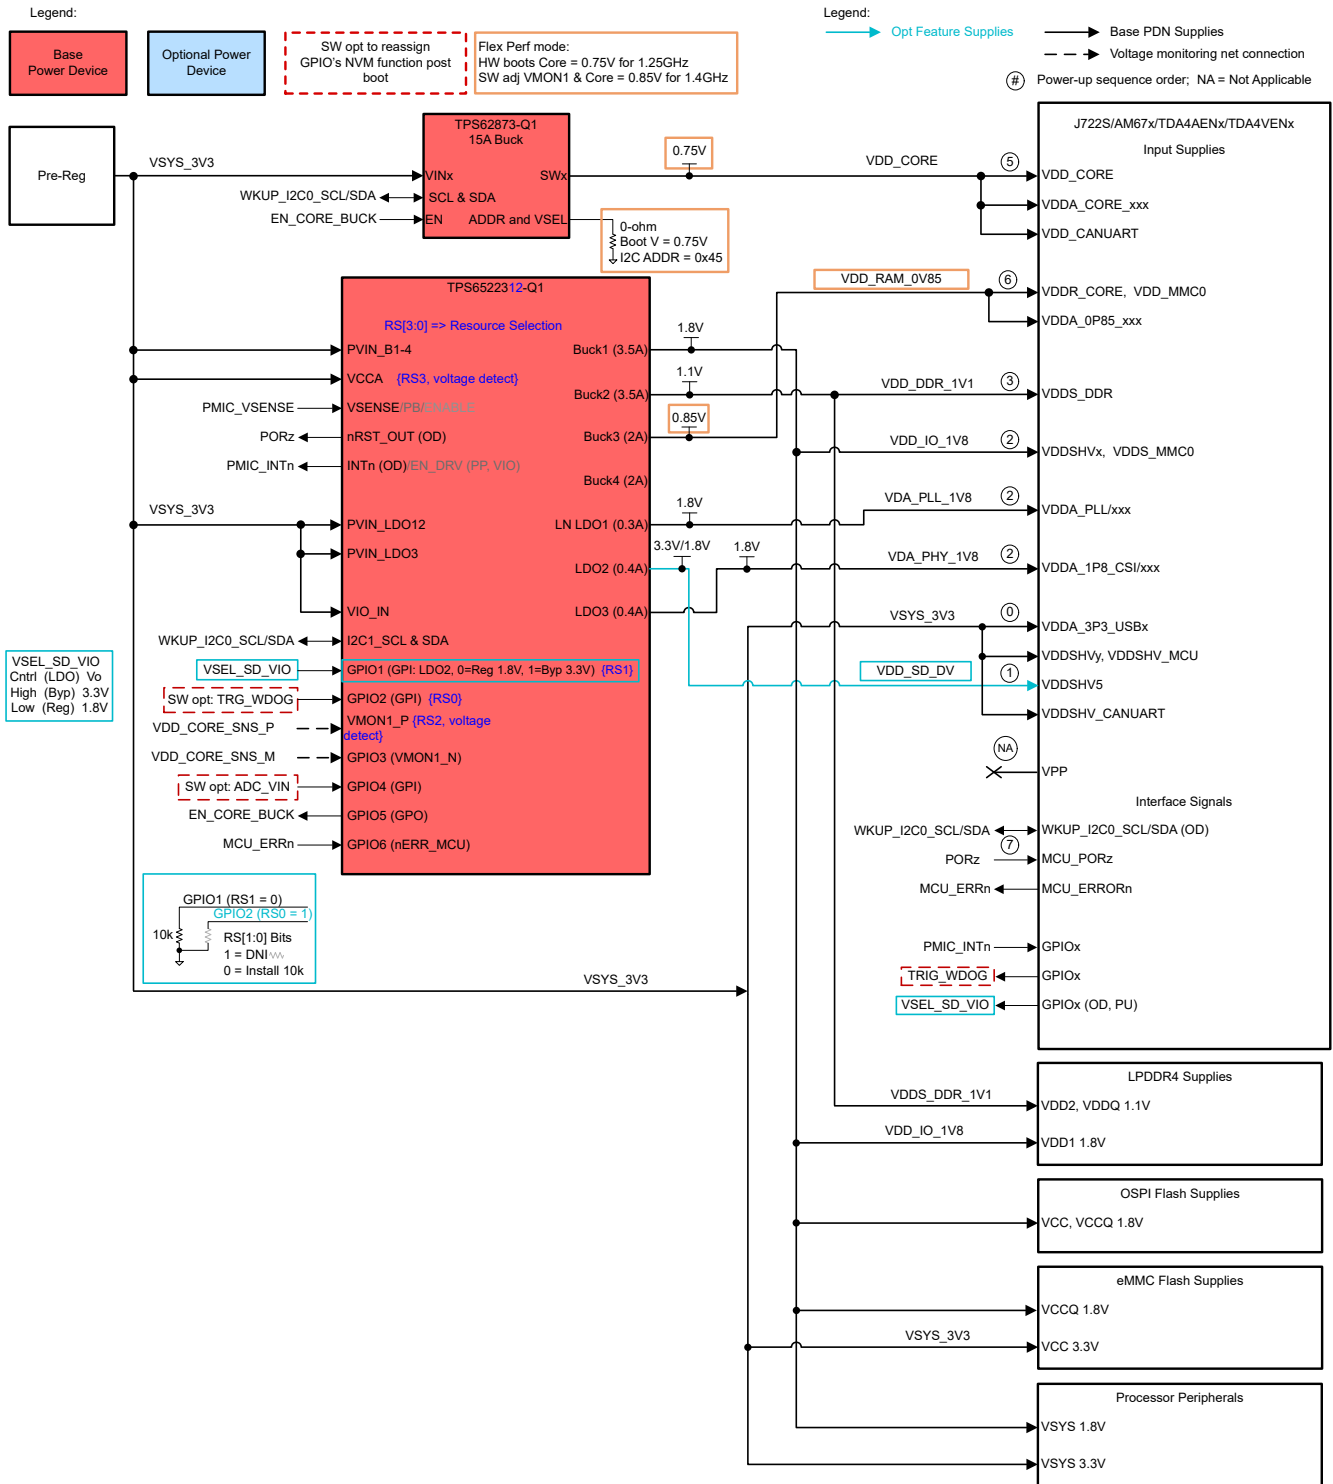 Legend:
Base
Power Device
Optional Power
Device
SW opt to reassign
GPIO's NVM function post
boot
Flex Perf mode:
HW boots Core = 0.75V for 1.25GHz
SW adj VMON1 & Core = 0.85V for 1.4GHz
Legend:
Opt Feature Supplies
Base PDN Supplies
Voltage monitoring net connection
# Power-up sequence order; NA = Not Applicable
Pre-Reg
VSYS_3V3
WKUP_I2C0_SCL/SDA
EN_CORE_BUCK
TPS62873-Q1
15A Buck
VINx
SWx
SCL & SDA
EN
ADDR and VSEL
0.75V
0-ohm
Boot V = 0.75V
I2C ADDR = 0x45
VDD_CORE
5
J722S/AM67x/TDA4AENx/TDA4VENx
Input Supplies
VDD_CORE
VDDA_CORE_xxx
VDD_CANUART
VDD_RAM_0V85
6
VDDR_CORE, VDD_MMC0
VDDA_0P85_xxx
TPS6522312-Q1
RS[3:0] => Resource Selection
PVIN_B1-4
Buck1 (3.5A)
1.8V
VCCA {RS3, voltage detect}
Buck2 (3.5A)
1.1V
VDD_DDR_1V1
3
VDDS_DDR
PMIC_VSENSE
VSENSE/PB/ENABLE
0.85V
PORz
nRST_OUT (OD)
Buck3 (2A)
VDD_IO_1V8
2
VDDSHVx, VDDS_MMC0
PMIC_INTn
INTn (OD)/EN_DRV (PP, VIO)
Buck4 (2A)
1.8V
VDA_PLL_1V8
2
VDDA_PLL/xxx
VSYS_3V3
PVIN_LDO12
LN LDO1 (0.3A)
PVIN_LDO3
3.3V/1.8V
1.8V
VDA_PHY_1V8
2
LDO2 (0.4A)
VDDA_1P8_CSI/xxx
VIO_IN
LDO3 (0.4A)
VSYS_3V3
0
VDDA_3P3_USBx
WKUP_I2C0_SCL/SDA
I2C1_SCL & SDA
VDDSHVy, VDDSHV_MCU
VSEL_SD_VIO
Cntrl (LDO) Vo
High (Byp) 3.3V
Low (Reg) 1.8V
VSEL_SD_VIO
GPIO1 (GPI: LDO2, 0=Reg 1.8V, 1=Byp 3.3V) {RS1}
VDD_SD_DV
1
VDDSHV5
SW opt: TRG_WDOG
GPIO2 (GPI) {RS0}
VDDSHV_CANUART
VDD_CORE_SNS_P
VMON1_P {RS2, voltage
detect}
VDD_CORE_SNS_M
GPIO3 (VMON1_N)
NA
VPP
SW opt: ADC_VIN
GPIO4 (GPI)
EN_CORE_BUCK
GPIO5 (GPO)
MCU_ERRn
GPIO6 (nERR_MCU)
Interface Signals
WKUP_I2C0_SCL/SDA
WKUP_I2C0_SCL/SDA (OD)
7
PORz
MCU_PORz
MCU_ERRn
MCU_ERRORn
PMIC_INTn
GPIOx
TRIG_WDOG
GPIOx
VSEL_SD_VIO
GPIOx (OD, PU)
GPIO1 (RS1 = 0)
GPIO2 (RS0 = 1)
10k
RS[1:0] Bits
1 = DNI
0 = Install 10k
VSYS_3V3
LPDDR4 Supplies
VDDS_DDR_1V1
VDD2, VDDQ 1.1V
VDD_IO_1V8
VDD1 1.8V
OSPI Flash Supplies
VCC, VCCQ 1.8V
eMMC Flash Supplies
VCCQ 1.8V
VSYS_3V3
VCC 3.3V
Processor Peripherals
VSYS 1.8V
VSYS 3.3V